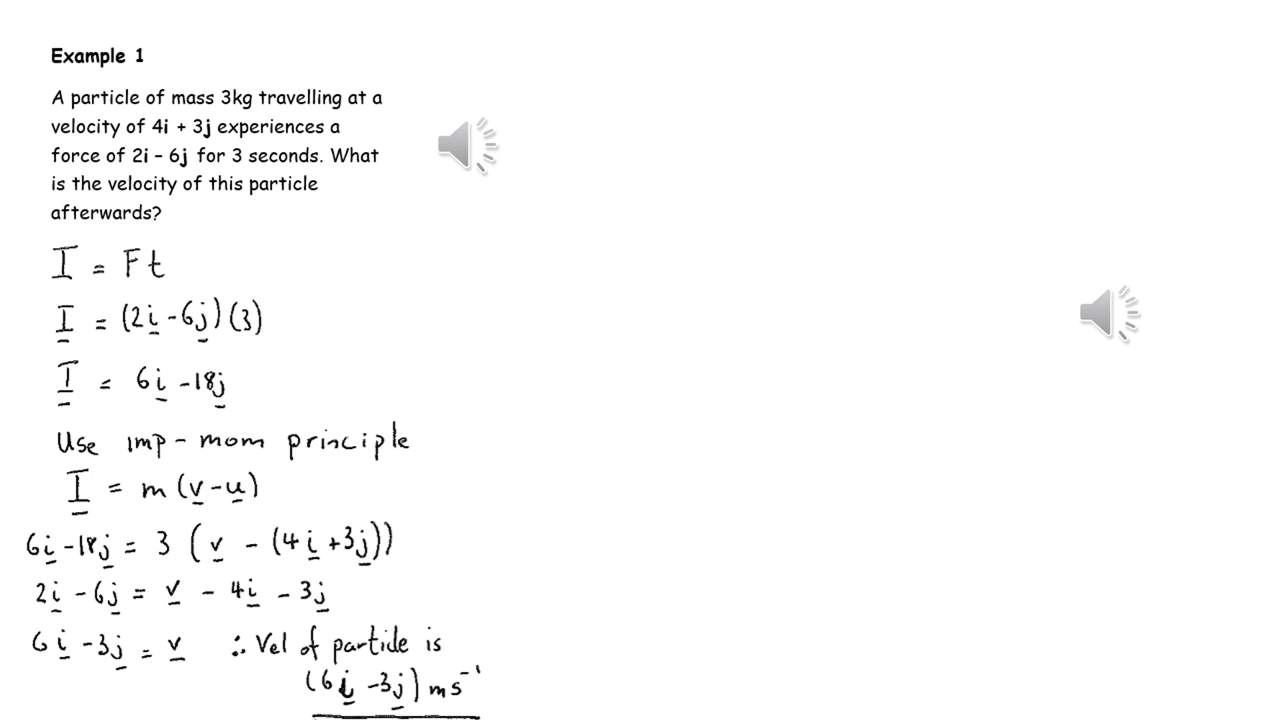 Example 1
A particle of mass 3kg travelling at a
velocity of 4i + 3j experiences a
force of 2i – 6j for 3 seconds. What
is the velocity of this particle
afterwards?
I = Ft
I = (2i - 6j)(3)
I = 6i - 18j
Use imp - mom principle
I = m(v - u)
6i - 18j = 3 (v - (4i + 3j))
2i - 6j = v - 4i - 3j
6i - 3j = v ∴ Vel of particle is
(6i - 3j) ms⁻¹